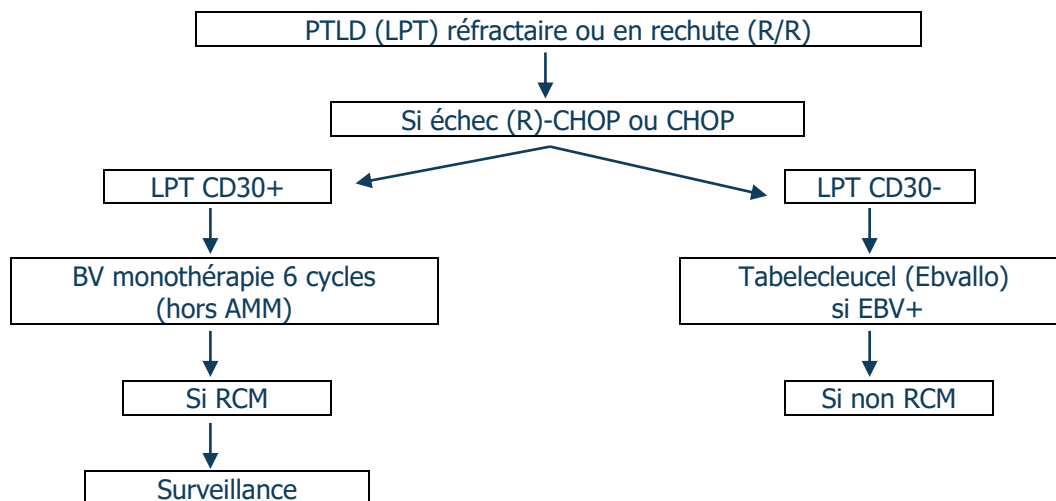 PTLD (LPT) réfractaire ou en rechute (R/R)
Si échec (R)-CHOP ou CHOP
LPT CD30+
LPT CD30-
BV monothérapie 6 cycles
(hors AMM)
Tabelecleucel (Ebvallo)
si EBV+
Si RCM
Si non RCM
Surveillance